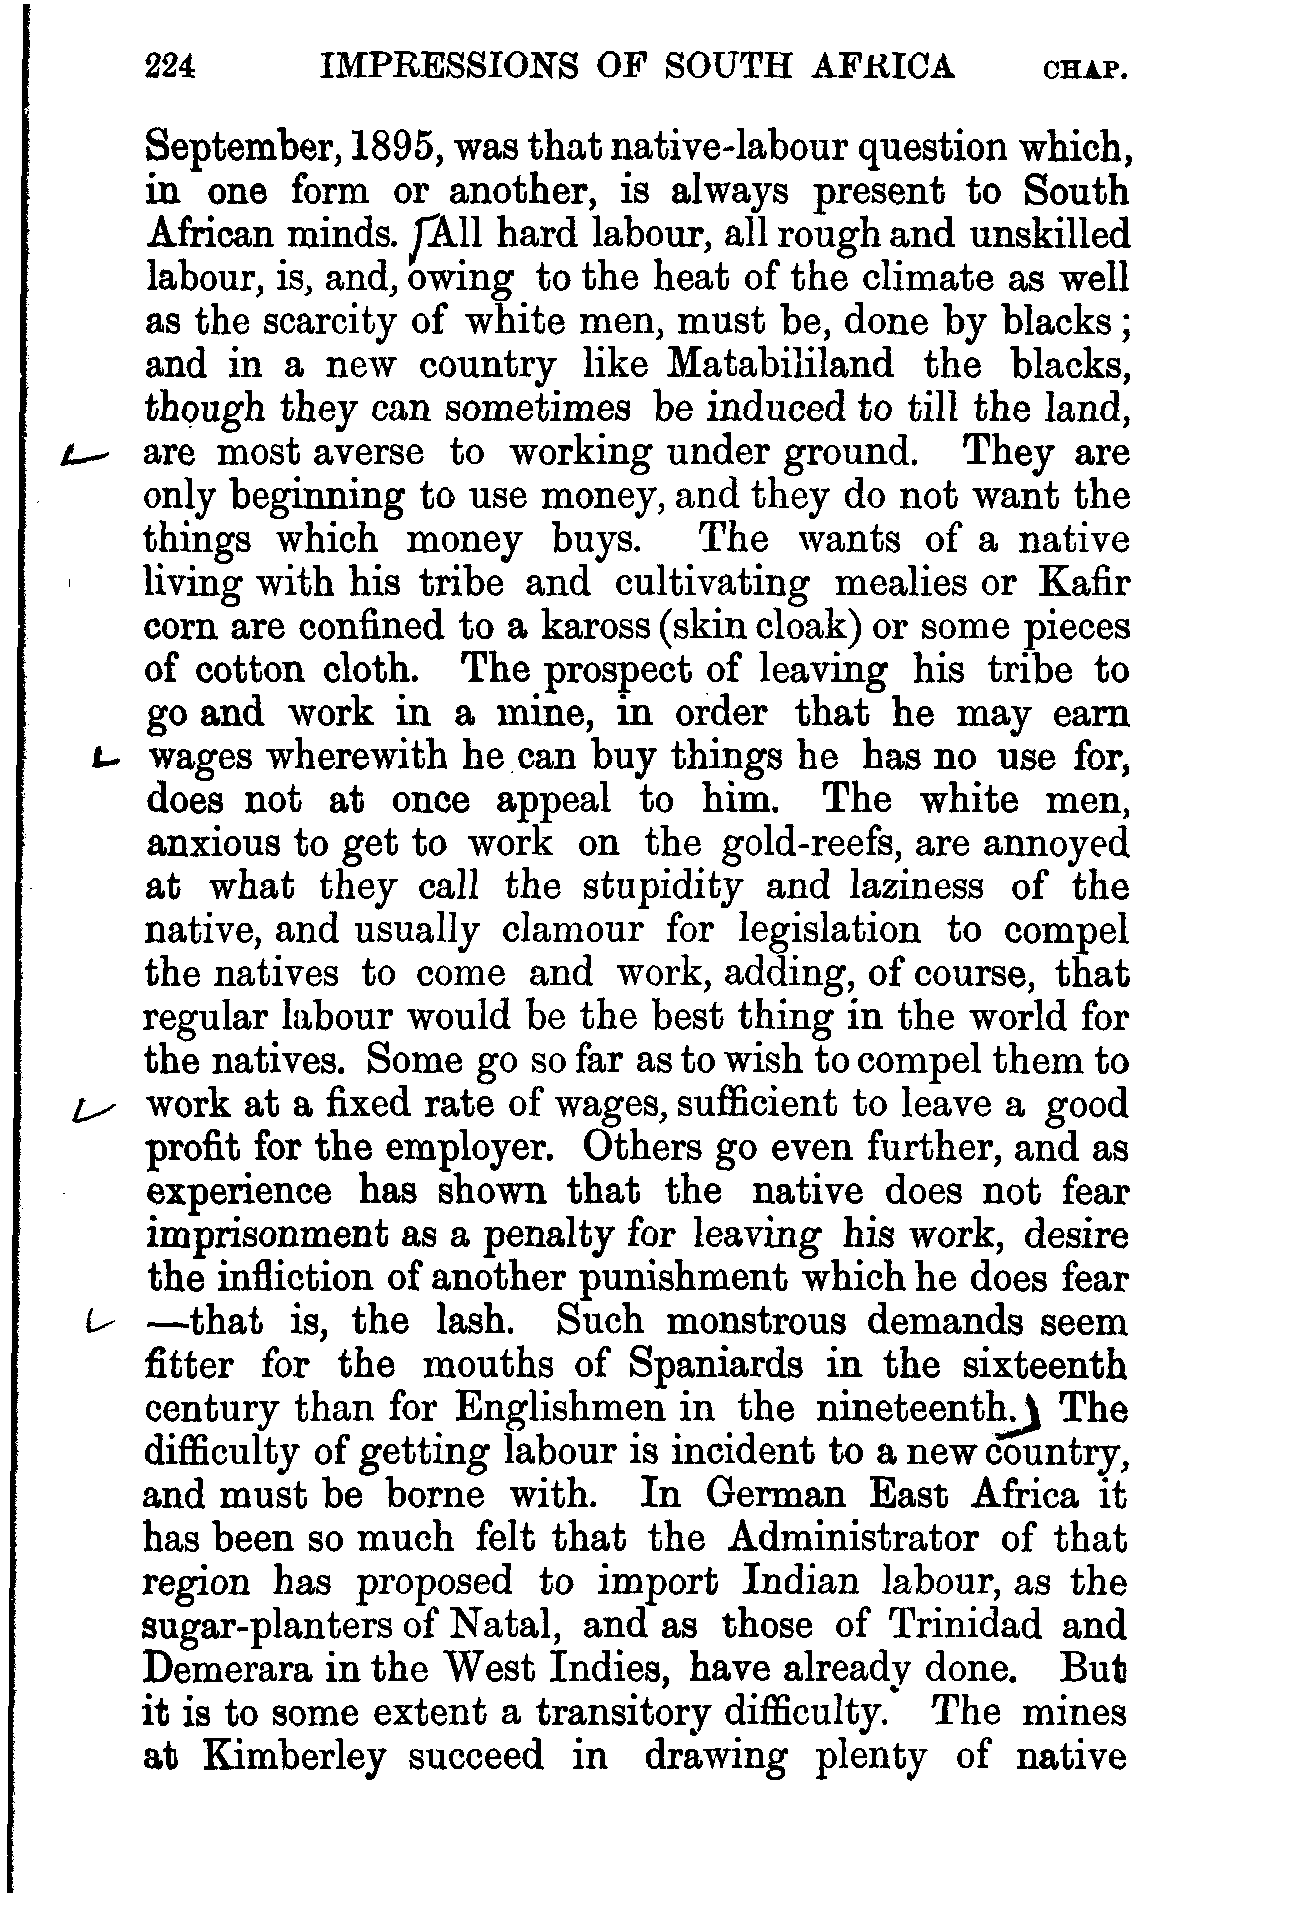 224 IMPRESSIONS OF SOUTH AFRICA CHAP.
September, 1895, was that native-labour question which,
in one form or another, is always present to South
African minds. All hard labour, all rough and unskilled
labour, is, and, owing to the heat of the climate as well
as the scarcity of white men, must be, done by blacks;
and in a new country like Matabililand the blacks,
though they can sometimes be induced to till the land,
are most averse to working under ground. They are
only beginning to use money, and they do not want the
things which money buys. The wants of a native
living with his tribe and cultivating mealies or Kafir
corn are confined to a kaross (skin cloak) or some pieces
of cotton cloth. The prospect of leaving his tribe to
go and work in a mine, in order that he may earn
wages wherewith he can buy things he has no use for,
does not at once appeal to him. The white men,
anxious to get to work on the gold-reefs, are annoyed
at what they call the stupidity and laziness of the
native, and usually clamour for legislation to compel
the natives to come and work, adding, of course, that
regular labour would be the best thing in the world for
the natives. Some go so far as to wish to compel them to
work at a fixed rate of wages, sufficient to leave a good
profit for the employer. Others go even further, and as
experience has shown that the native does not fear
imprisonment as a penalty for leaving his work, desire
the infliction of another punishment which he does fear
—that is, the lash. Such monstrous demands seem
fitter for the mouths of Spaniards in the sixteenth
century than for Englishmen in the nineteenth. The
difficulty of getting labour is incident to a new country,
and must be borne with. In German East Africa it
has been so much felt that the Administrator of that
region has proposed to import Indian labour, as the
sugar-planters of Natal, and as those of Trinidad and
Demerara in the West Indies, have already done. But
it is to some extent a transitory difficulty. The mines
at Kimberley succeed in drawing plenty of native